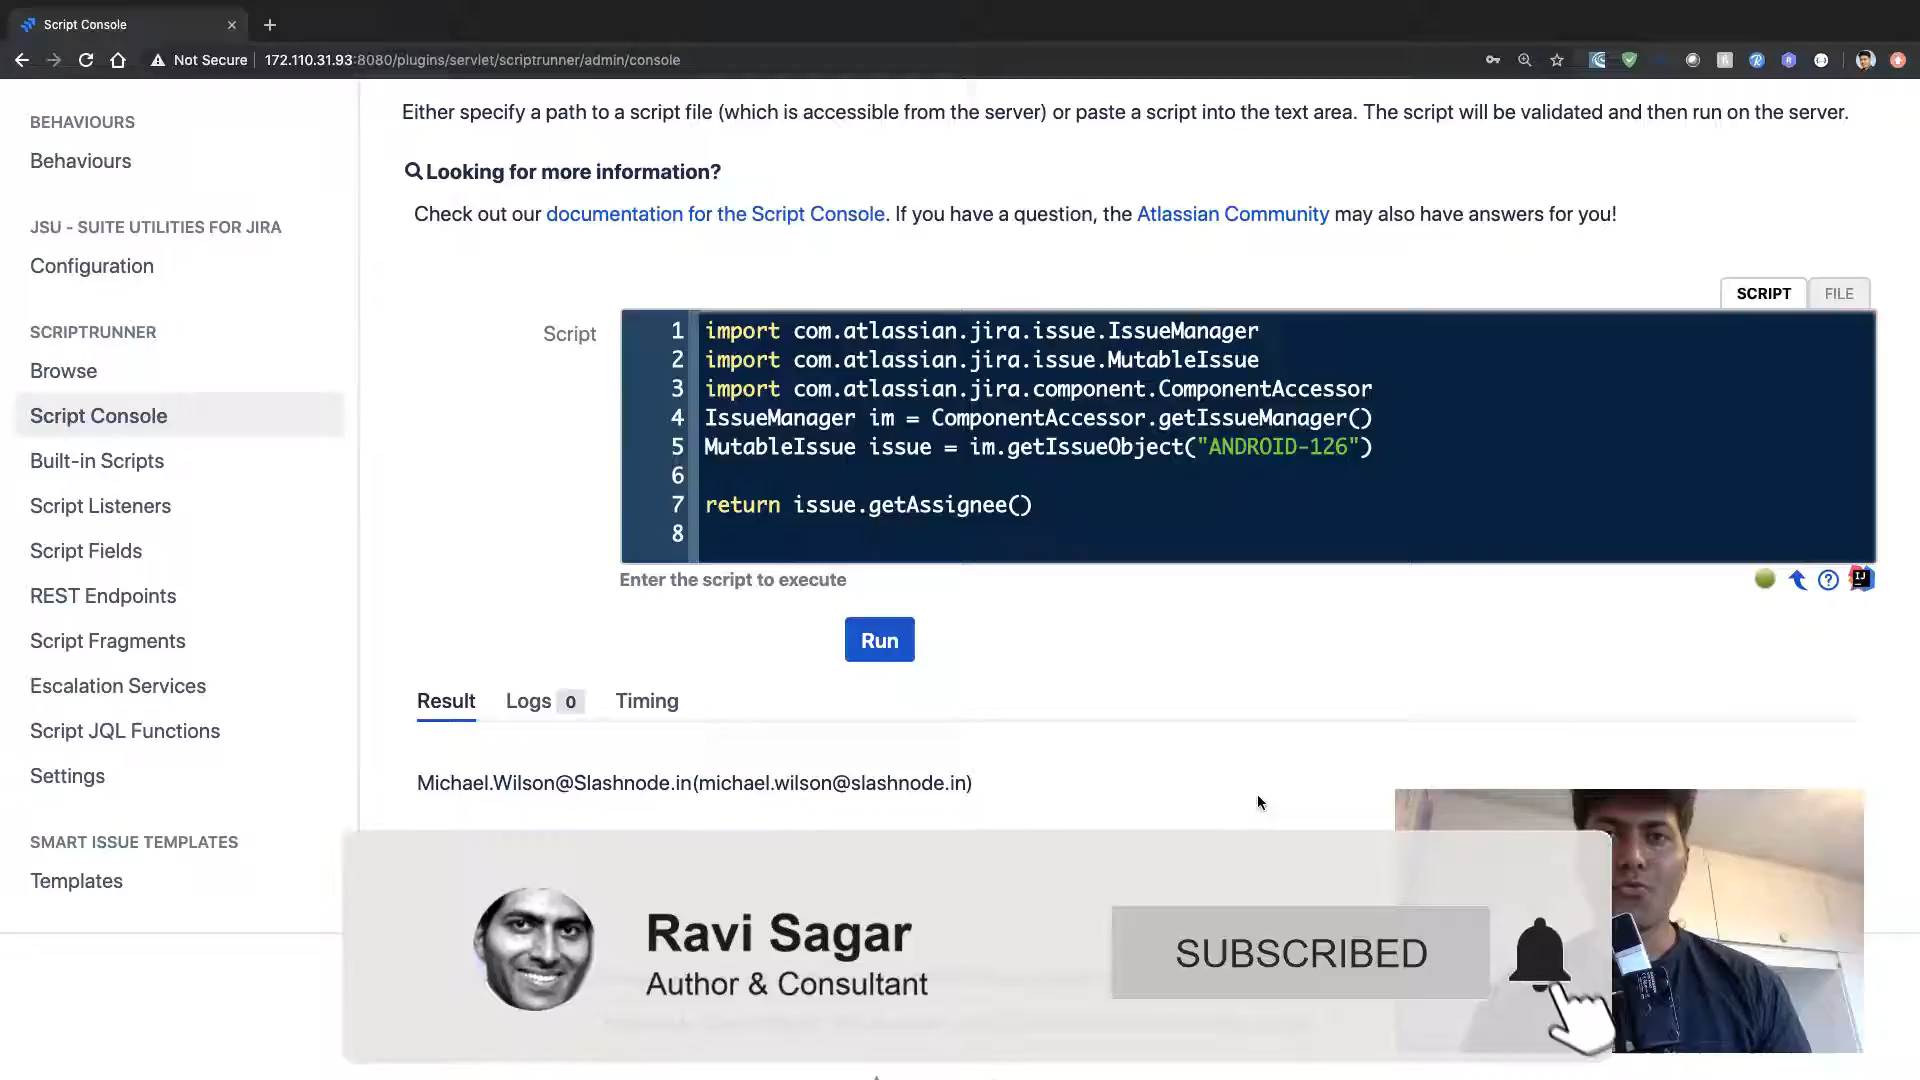 Script Console
Not Secure
172.110.31.93:8080/plugins/servlet/scriptrunner/admin/console
BEHAVIOURS
Behaviours
JSU - SUITE UTILITIES FOR JIRA
Configuration
SCRIPTRUNNER
Browse
Script Console
Built-in Scripts
Script Listeners
Script Fields
REST Endpoints
Script Fragments
Escalation Services
Script JQL Functions
Settings
SMART ISSUE TEMPLATES
Templates
Either specify a path to a script file (which is accessible from the server) or paste a script into the text area. The script will be validated and then run on the server.
Looking for more information?
Check out our documentation for the Script Console. If you have a question, the Atlassian Community may also have answers for you!
SCRIPT FILE
Script
1 import com.atlassian.jira.issue.IssueManager
2 import com.atlassian.jira.issue.MutableIssue
3 import com.atlassian.jira.component.ComponentAccessor
4 IssueManager im = ComponentAccessor.getIssueManager()
5 MutableIssue issue = im.getIssueObject("ANDROID-126")
6
7 return issue.getAssignee()
8
Enter the script to execute
Run
Result Logs 0 Timing
Michael.Wilson@Slashnode.in(michael.wilson@slashnode.in)
Ravi Sagar
Author & Consultant
SUBSCRIBED